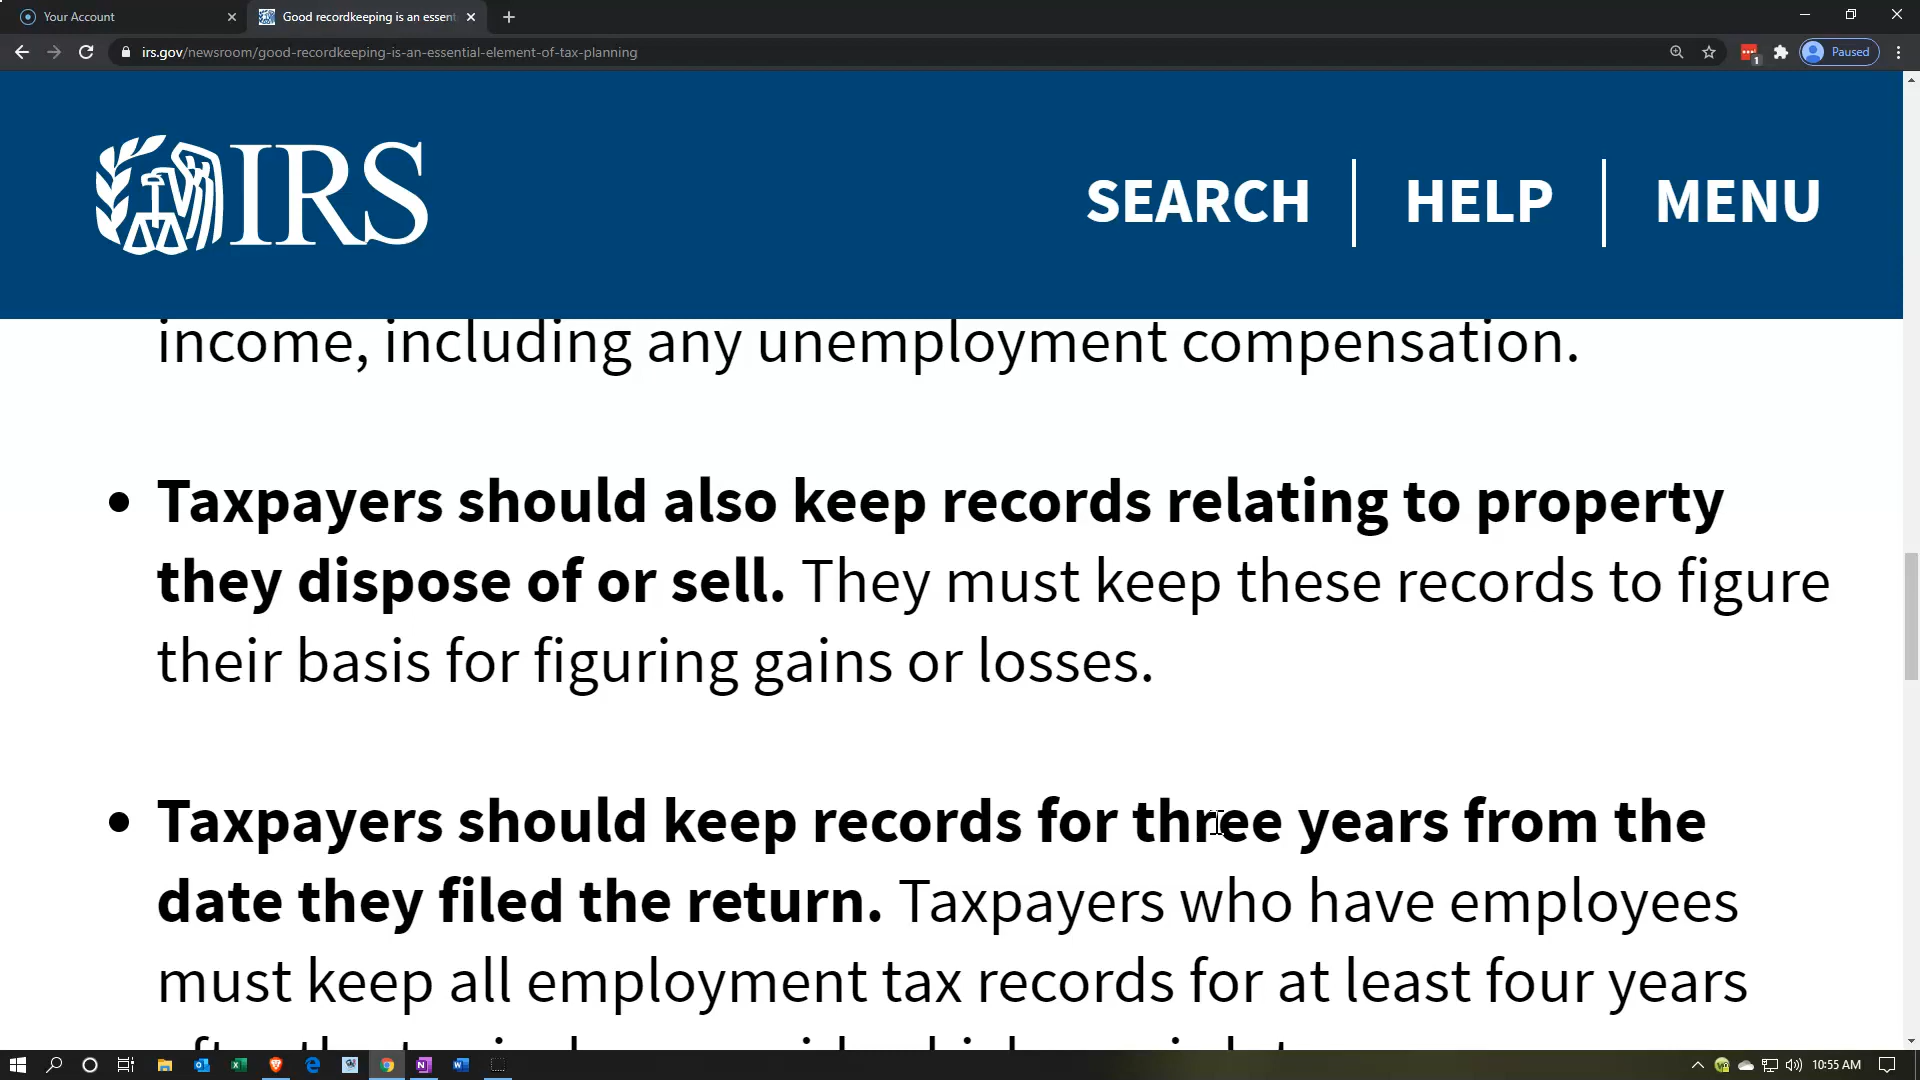 Your Account
Good recordkeeping is an essent
irs.gov/newsroom/good-recordkeeping-is-an-essential-element-of-tax-planning
1
Paused
IRS
SEARCH
HELP
MENU
income, including any unemployment compensation.
• Taxpayers should also keep records relating to property
they dispose of or sell. They must keep these records to figure
their basis for figuring gains or losses.
• Taxpayers should keep records for three years from the
date they filed the return. Taxpayers who have employees
must keep all employment tax records for at least four years
10:55 AM